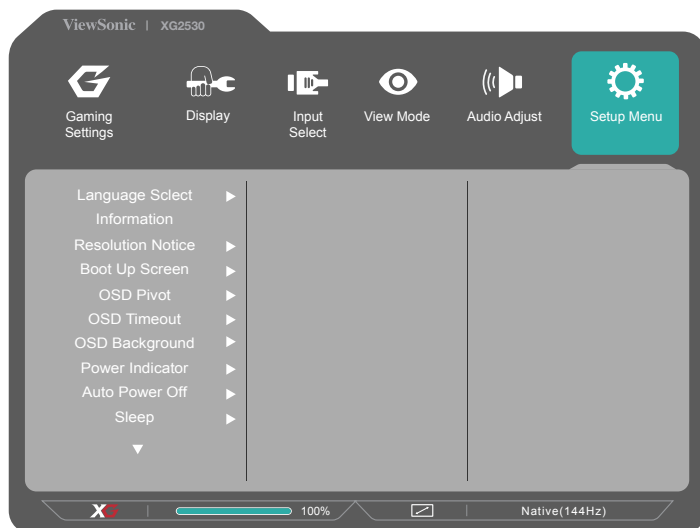 ViewSonic | XG2530
Gaming
Settings
Display
Input
Select
View Mode
Audio Adjust
Setup Menu
Language Sclect
Information
Resolution Notice
Boot Up Screen
OSD Pivot
OSD Timeout
OSD Background
Power Indicator
Auto Power Off
Sleep
XG | 100% | Native(144Hz)